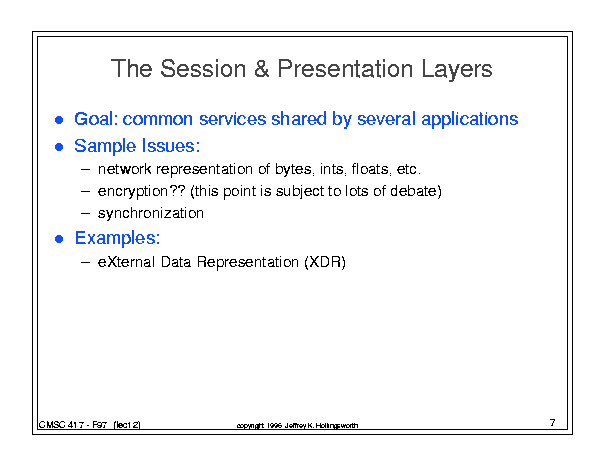 The Session & Presentation Layers
● Goal: common services shared by several applications
● Sample Issues:
– network representation of bytes, ints, floats, etc.
– encryption?? (this point is subject to lots of debate)
– synchronization
● Examples:
– eXternal Data Representation (XDR)
CMSC 417 - F97 (lect2)
copyright 1996 Jeffrey K. Hollingsworth
7